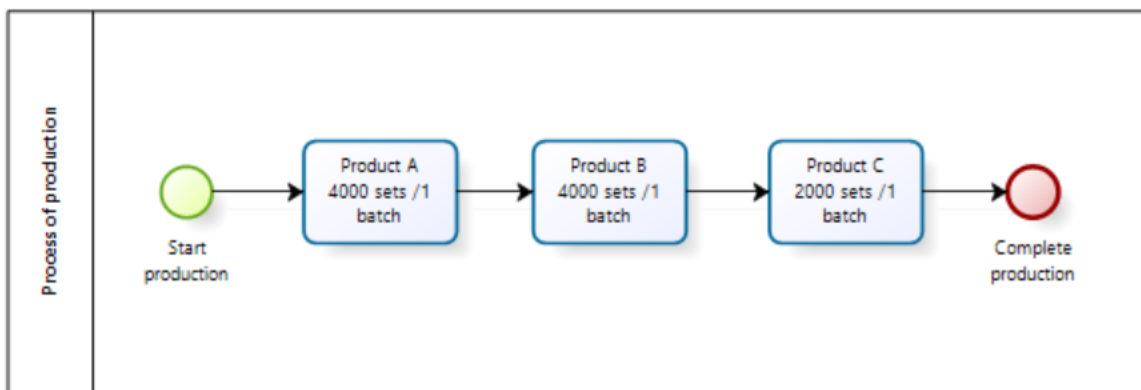 Process of production
Start
production
Product A
4000 sets /1
batch
Product B
4000 sets /1
batch
Product C
2000 sets /1
batch
Complete
production